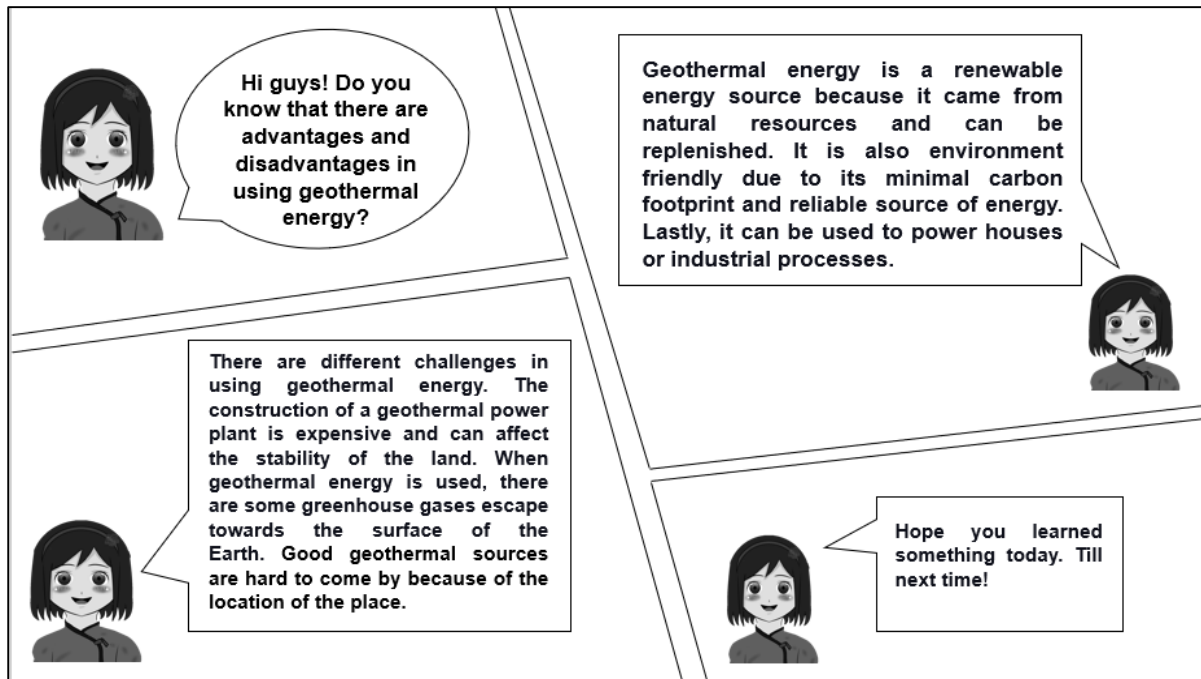 Hi guys! Do you
know that there are
advantages and
disadvantages in
using geothermal
energy?
Geothermal energy is a renewable
energy source because it came from
natural resources and can be
replenished. It is also environment
friendly due to its minimal carbon
footprint and reliable source of energy.
Lastly, it can be used to power houses
or industrial processes.
There are different challenges in
using geothermal energy. The
construction of a geothermal power
plant is expensive and can affect
the stability of the land. When
geothermal energy is used, there
are some greenhouse gases escape
towards the surface of the
Earth. Good geothermal sources
are hard to come by because of the
location of the place.
Hope you learned
something today. Till
next time!